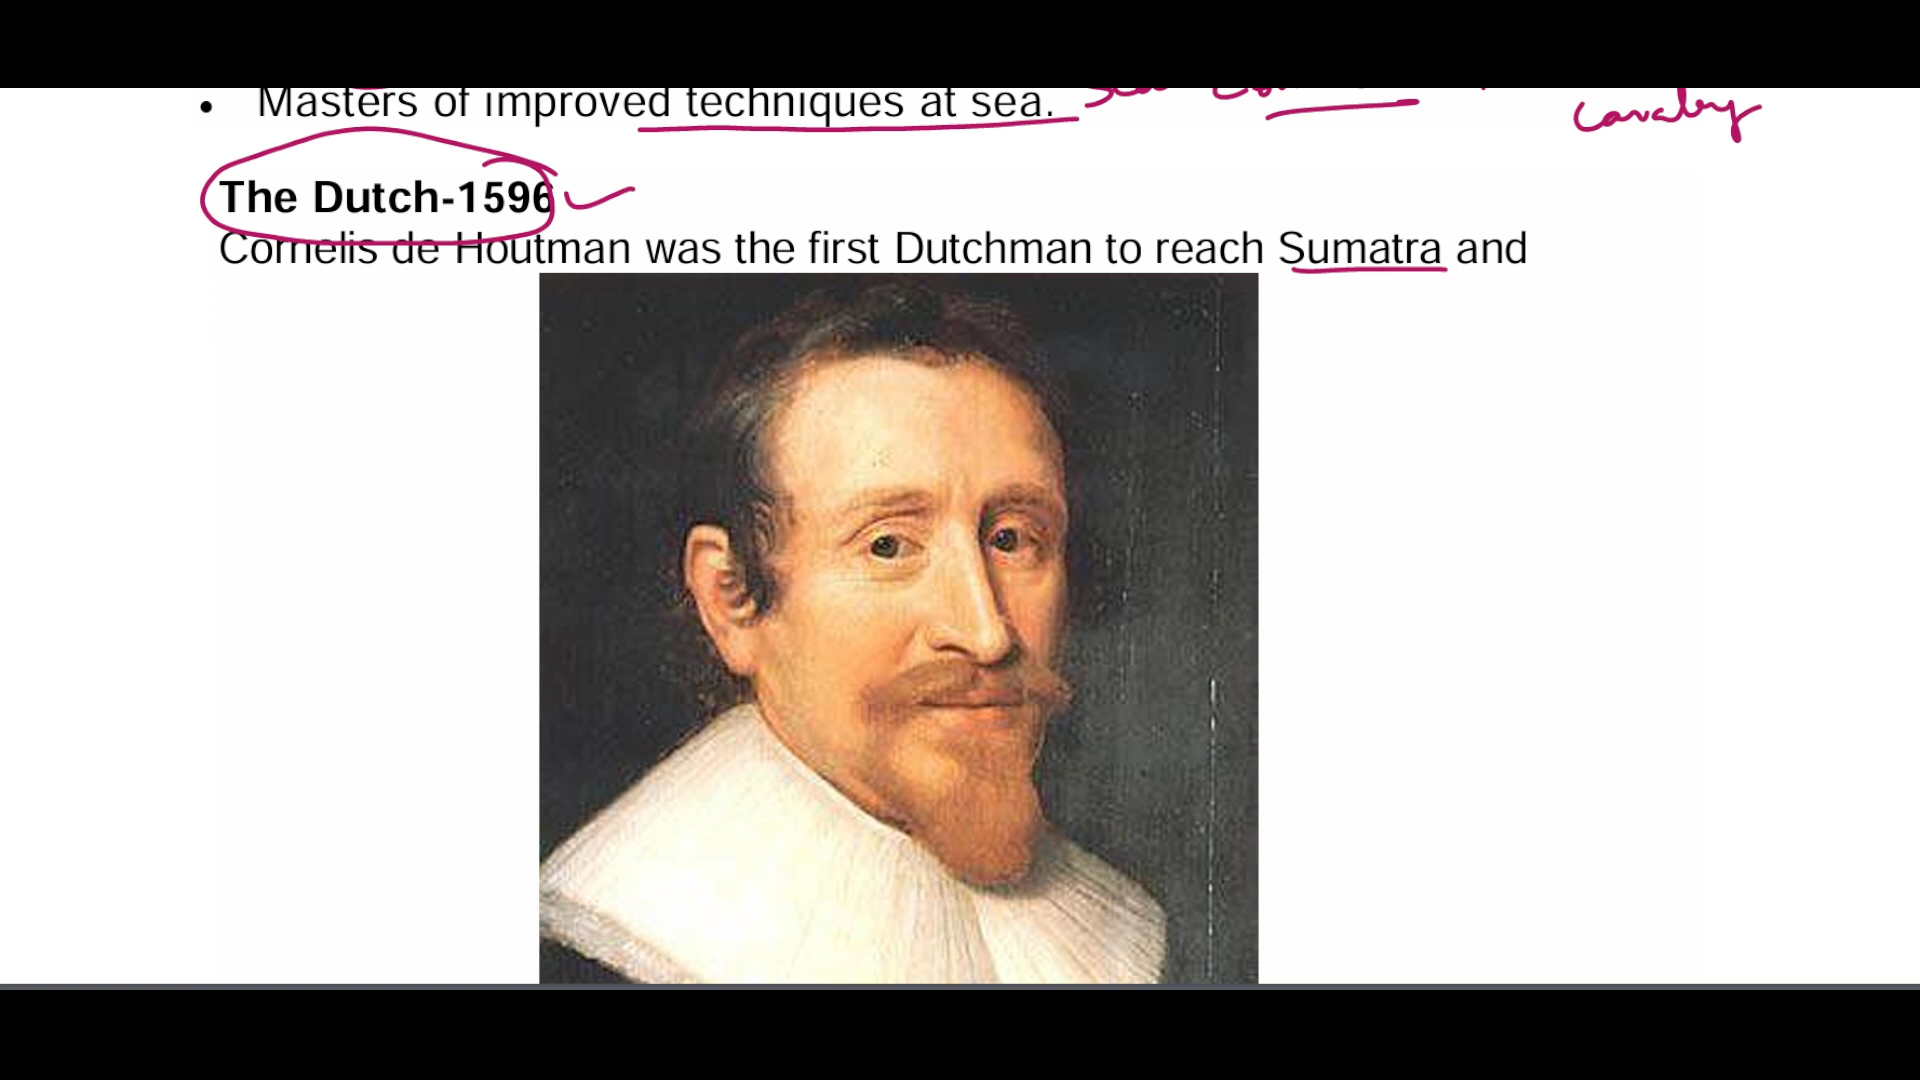 • Masters of improved techniques at sea.
cavalry
The Dutch-1596
Cornelis de Houtman was the first Dutchman to reach Sumatra and